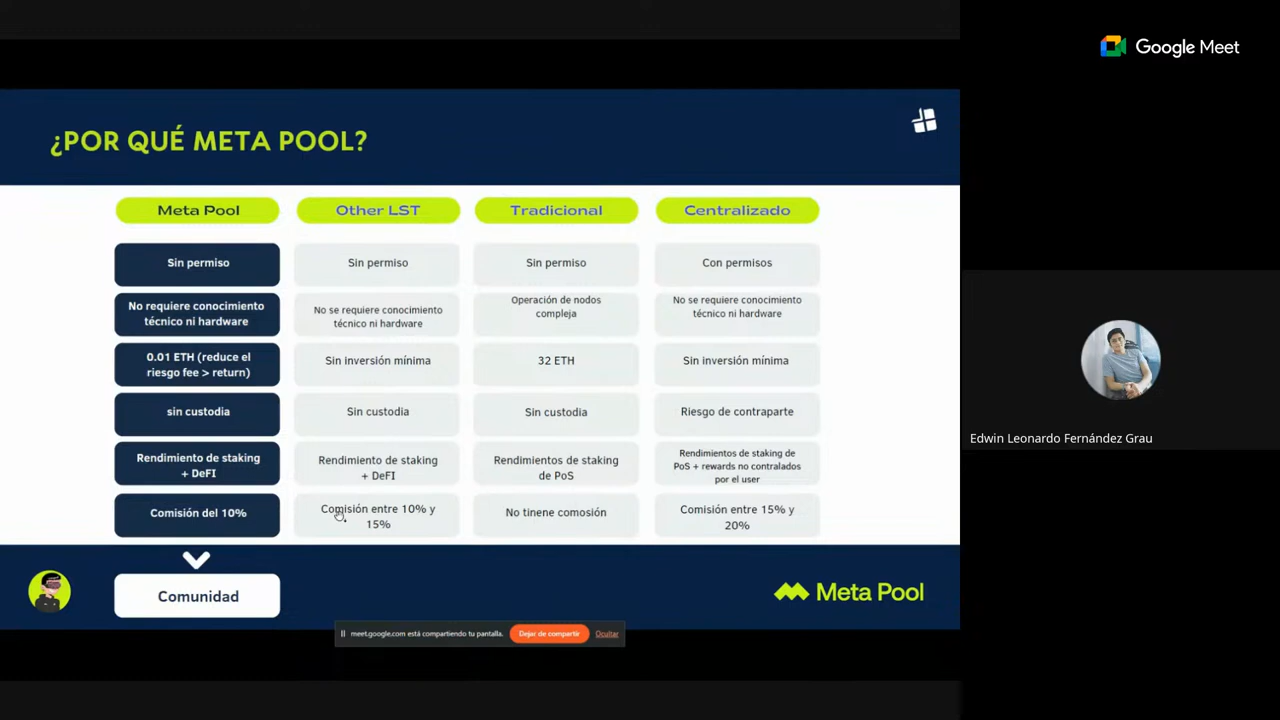 Google Meet
¿POR QUÉ META POOL?
Meta Pool
Other LST
Tradicional
Centralizado
Sin permiso
Sin permiso
Sin permiso
Con permisos
No requiere conocimiento
técnico ni hardware
No se requiere conocimiento
técnico ni hardware
Operación de nodos
compleja
No se requiere conocimiento
técnico ni hardware
0.01 ETH (reduce el
riesgo fee > return)
Sin inversión mínima
32 ETH
Sin inversión mínima
sin custodia
Sin custodia
Sin custodia
Riesgo de contraparte
Rendimiento de staking
+ DeFI
Rendimiento de staking
+ DeFI
Rendimientos de staking
de PoS
Rendimientos de staking de
PoS + rewards no contralados
por el user
Comisión del 10%
Comisión entre 10% y
15%
No tinene comosión
Comisión entre 15% y
20%
Comunidad
Meta Pool
meet.google.com está compartiendo tu pantalla.
Dejar de compartir
Ocultar
Edwin Leonardo Fernández Grau